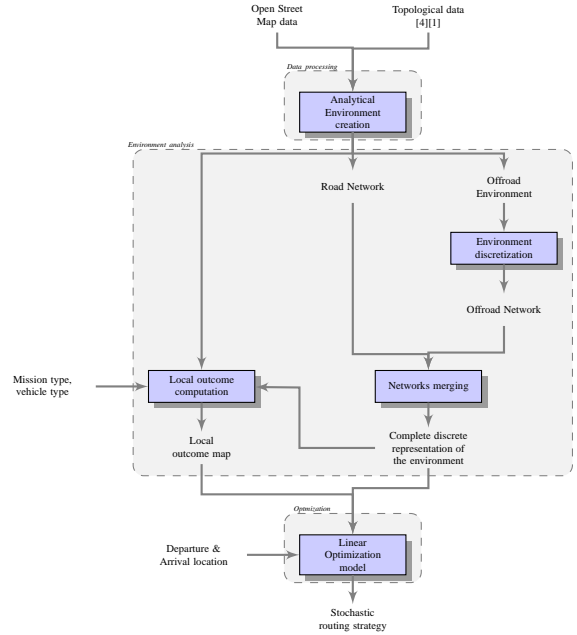 Open Street
Map data
Topological data
[4][1]
Data processing
Analytical
Environment
creation
Environment analysis
Road Network
Offroad
Environment
Environment
discretization
Offroad Network
Mission type,
vehicle type
Local outcome
computation
Networks merging
Local
outcome map
Complete discrete
representation of
the environment
Optmization
Departure &
Arrival location
Linear
Optimization
model
Stochastic
routing strategy